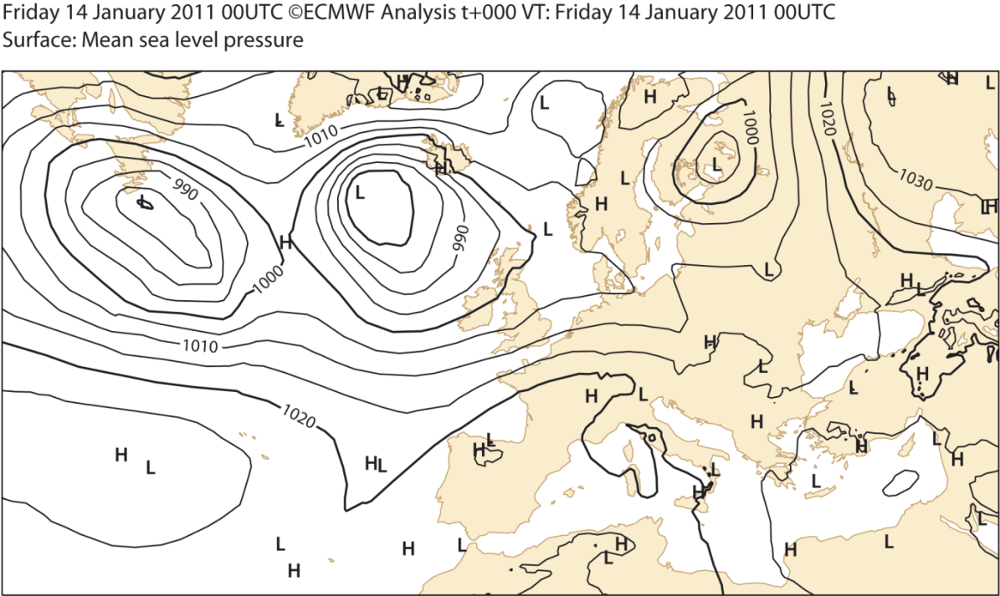 Friday 14 January 2011 00UTC ©ECMWF Analysis t+000 VT: Friday 14 January 2011 00UTC
Surface: Mean sea level pressure
H H L
L L
L H
L 1020
L 1000
1010
L
H
L 1030
990
L
L H
H
L
990
H
L
1000
H
L
H
1010
L
H
L
L
H
1020
H
L
H
H
L
L
H
H L
H
L
L
L
H
L
L
H L
H
H
L
H
L
L
H
L
H